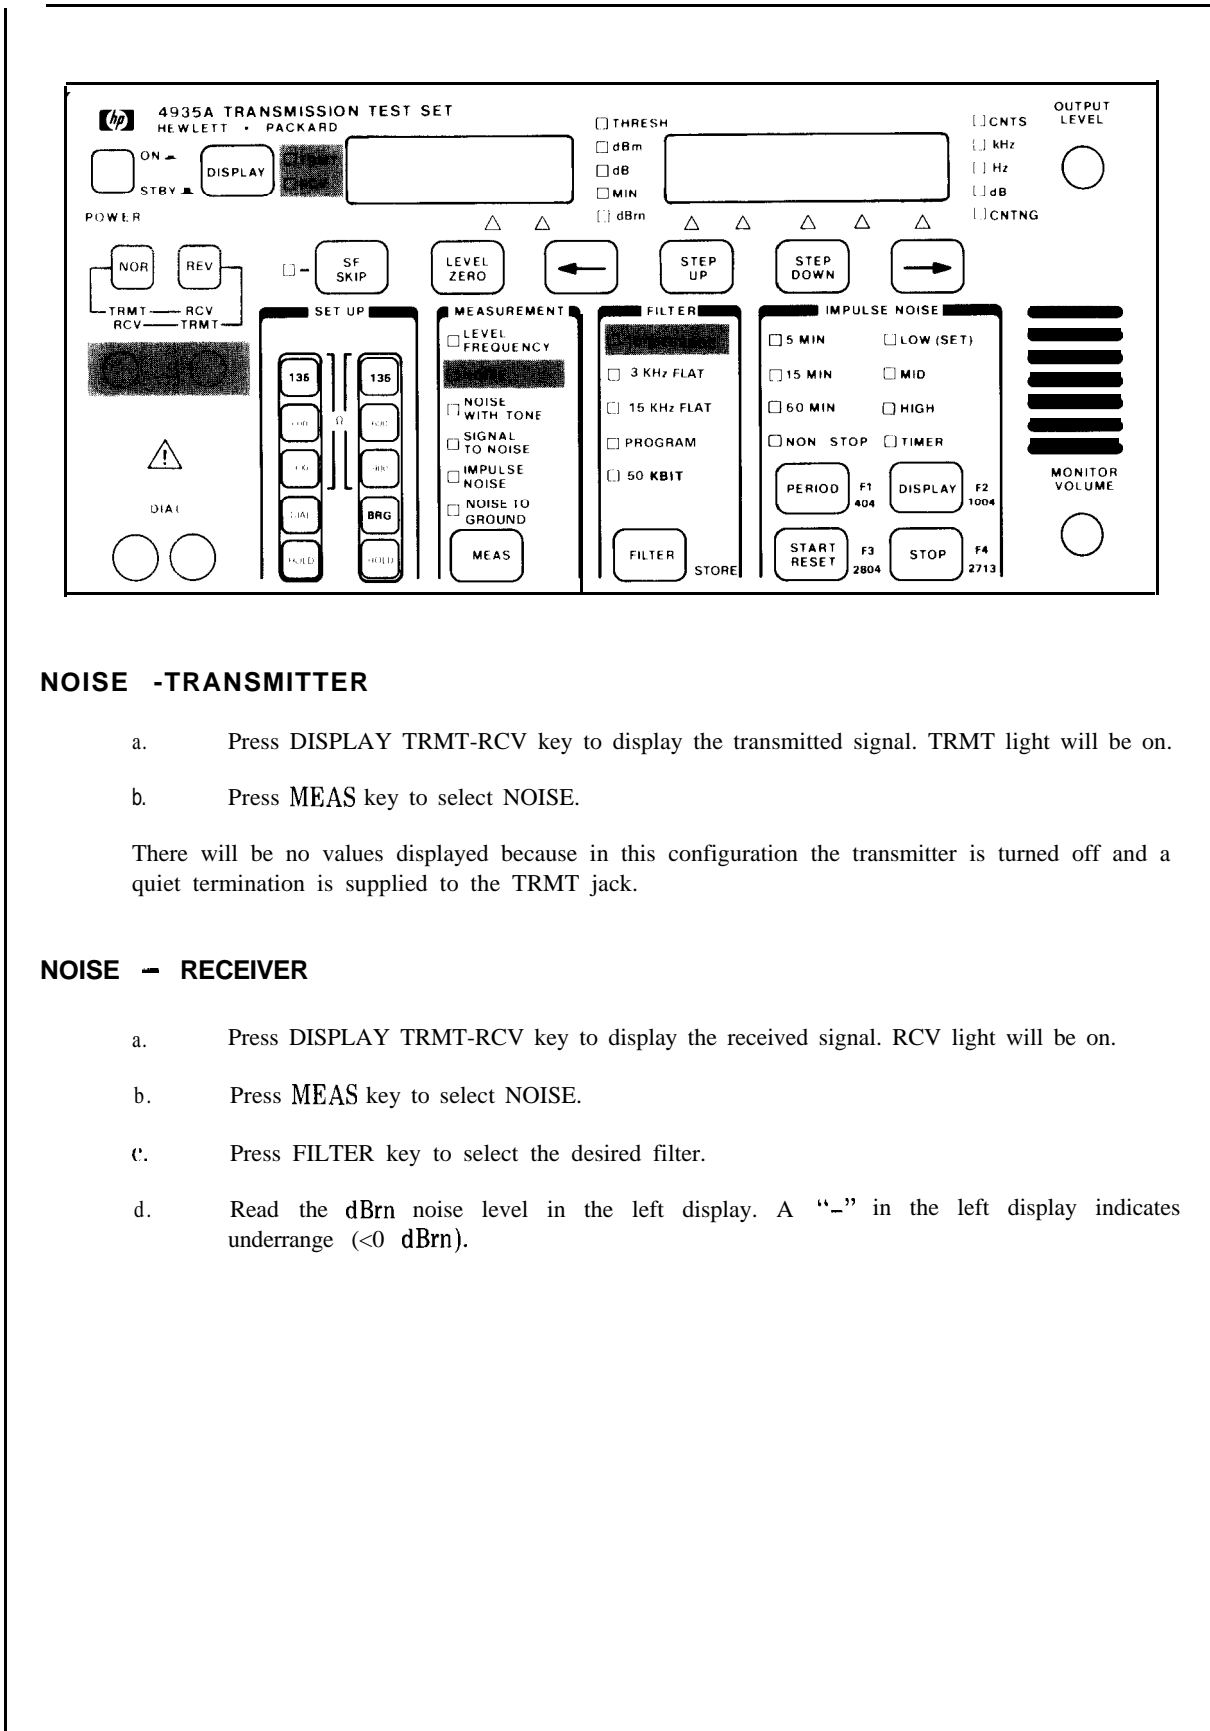 hp 4935A TRANSMISSION TEST SET
HEWLETT · PACKARD
ON
STBY
POWER
DISPLAY
THRESH
dBm
dB
MIN
dBrn
CNTS
kHz
Hz
dB
CNTNG
OUTPUT
LEVEL
NOR
REV
TRMT RCV
RCV TRMT
SF
SKIP
LEVEL
ZERO
STEP
UP
STEP
DOWN
SET UP
135 135
Ω
BRG
HOLD HOLD
DIAL
MEASUREMENT
LEVEL
FREQUENCY
NOISE
WITH TONE
SIGNAL
TO NOISE
IMPULSE
NOISE
NOISE TO
GROUND
MEAS
FILTER
3 KHz FLAT
15 KHz FLAT
PROGRAM
50 KBIT
FILTER
STORE
IMPULSE NOISE
5 MIN LOW (SET)
15 MIN MID
60 MIN HIGH
NON STOP TIMER
PERIOD F1
404
DISPLAY F2
1004
START
RESET F3
2804
STOP F4
2713
MONITOR
VOLUME
NOISE -TRANSMITTER
a. Press DISPLAY TRMT-RCV key to display the transmitted signal. TRMT light will be on.
b. Press MEAS key to select NOISE.
There will be no values displayed because in this configuration the transmitter is turned off and a
quiet termination is supplied to the TRMT jack.
NOISE – RECEIVER
a. Press DISPLAY TRMT-RCV key to display the received signal. RCV light will be on.
b. Press MEAS key to select NOISE.
c. Press FILTER key to select the desired filter.
d. Read the dBrn noise level in the left display. A “–” in the left display indicates
underrange (<0 dBrn).